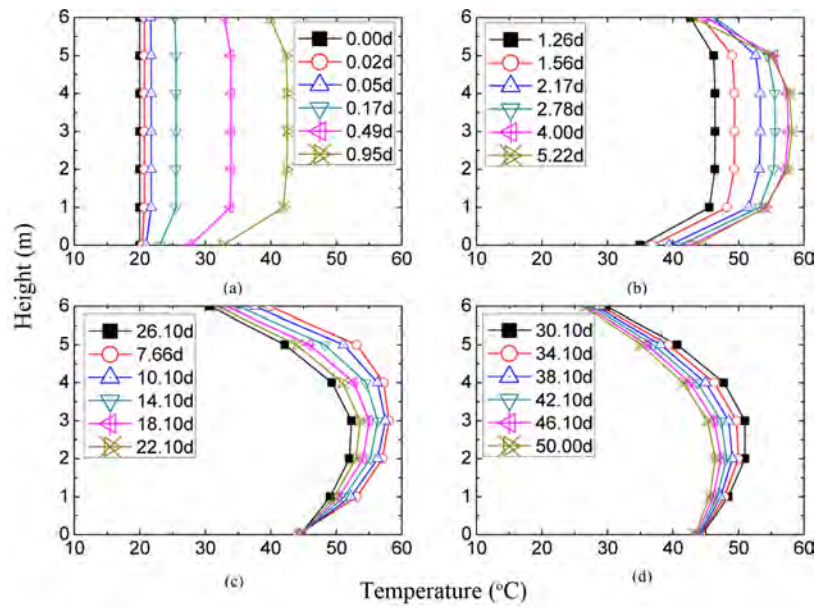 6
5
4
3
2
1
0
10 20 30 40 50 60
0.00d
0.02d
0.05d
0.17d
0.49d
0.95d
(a)
6
5
4
3
2
1
0
10 20 30 40 50 60
1.26d
1.56d
2.17d
2.78d
4.00d
5.22d
(b)
Height (m)
6
5
4
3
2
1
0
10 20 30 40 50 60
26.10d
7.66d
10.10d
14.10d
18.10d
22.10d
(c)
6
5
4
3
2
1
0
10 20 30 40 50 60
30.10d
34.10d
38.10d
42.10d
46.10d
50.00d
(d)
Temperature (°C)